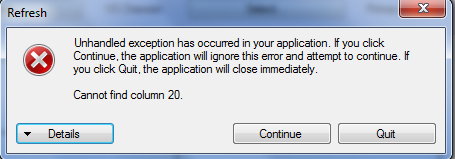 Refresh
Unhandled exception has occurred in your application. If you click
Continue, the application will ignore this error and attempt to continue. If
you click Quit, the application will close immediately.
Cannot find column 20.
Details
Continue
Quit